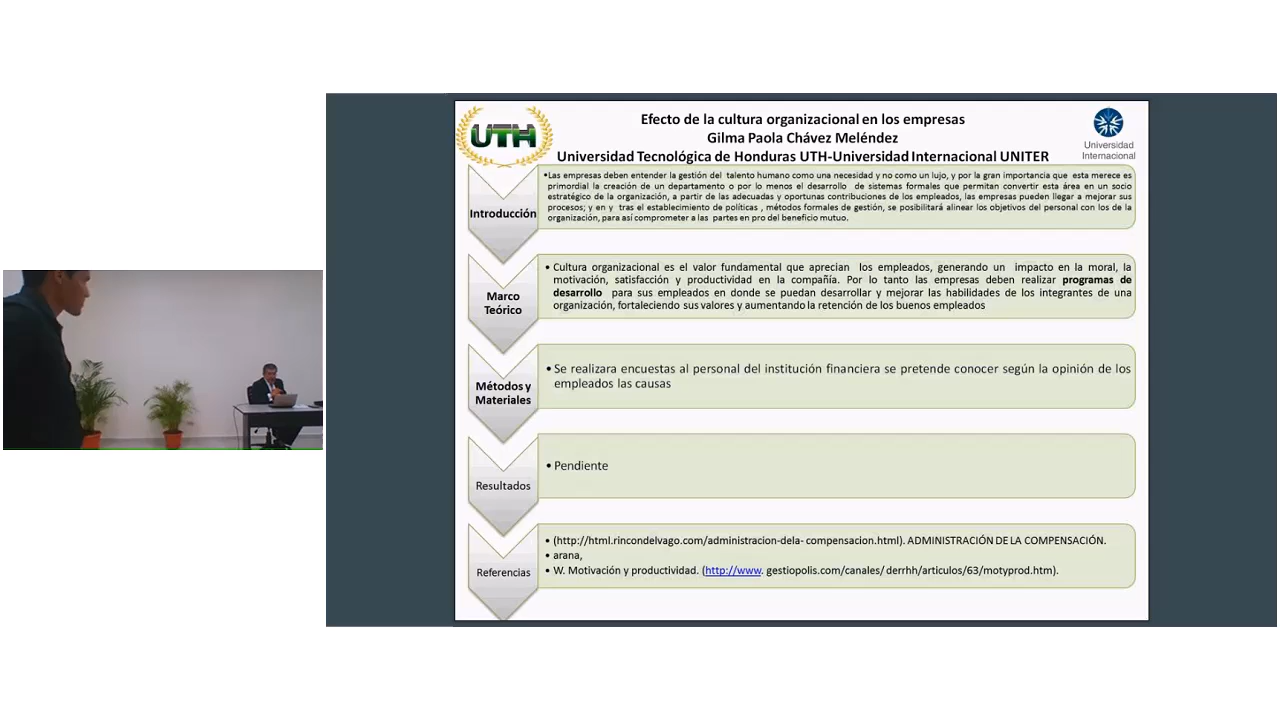 Efecto de la cultura organizacional en los empresas
Gilma Paola Chávez Meléndez
Universidad Tecnológica de Honduras UTH-Universidad Internacional UNITER
UTH
Universidad
Internacional
Introducción
•Las empresas deben entender la gestión del talento humano como una necesidad y no como un lujo, y por la gran importancia que esta merece es
primordial la creación de un departamento o por lo menos el desarrollo de sistemas formales que permitan convertir esta área en un socio
estratégico de la organización, a partir de las adecuadas y oportunas contribuciones de los empleados, las empresas pueden llegar a mejorar sus
procesos; y en y tras el establecimiento de políticas , métodos formales de gestión, se posibilitará alinear los objetivos del personal con los de la
organización, para así comprometer a las partes en pro del beneficio mutuo.
Marco
Teórico
• Cultura organizacional es el valor fundamental que aprecian los empleados, generando un impacto en la moral, la
motivación, satisfacción y productividad en la compañía. Por lo tanto las empresas deben realizar programas de
desarrollo para sus empleados en donde se puedan desarrollar y mejorar las habilidades de los integrantes de una
organización, fortaleciendo sus valores y aumentando la retención de los buenos empleados
Métodos y
Materiales
• Se realizara encuestas al personal del institución financiera se pretende conocer según la opinión de los
empleados las causas
Resultados
• Pendiente
Referencias
• (http://html.rincondelvago.com/administracion-dela- compensacion.html). ADMINISTRACIÓN DE LA COMPENSACIÓN.
• arana,
• W. Motivación y productividad. (http://www. gestiopolis.com/canales/ derrhh/articulos/63/motyprod.htm).